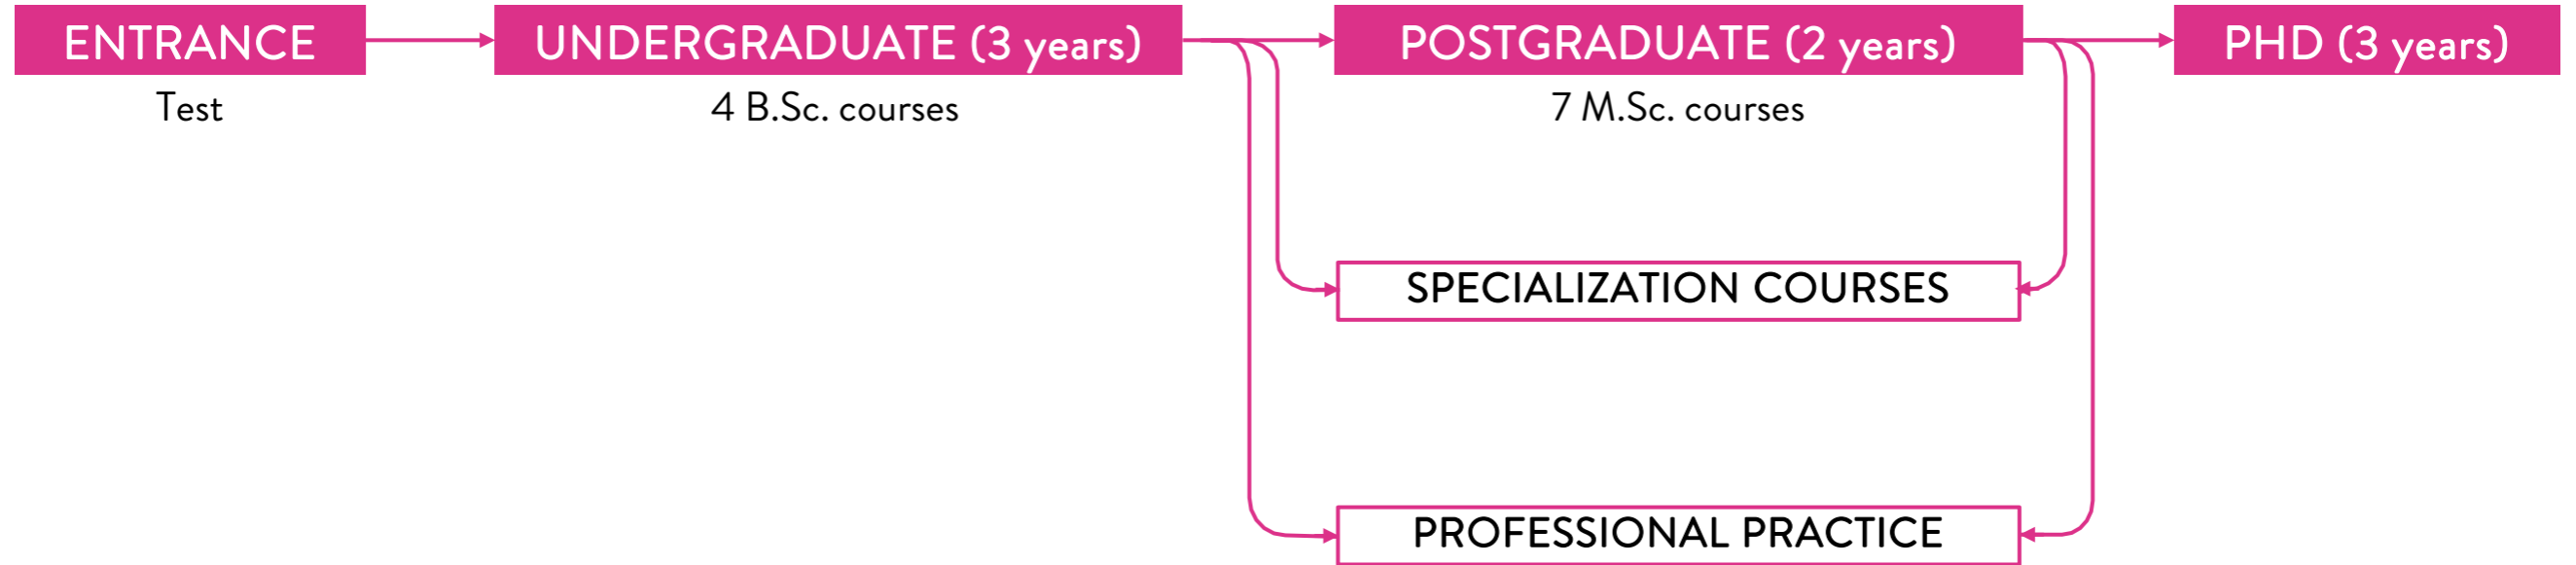 ENTRANCE
UNDERGRADUATE (3 years)
POSTGRADUATE (2 years)
PHD (3 years)
Test
4 B.Sc. courses
7 M.Sc. courses
SPECIALIZATION COURSES
PROFESSIONAL PRACTICE